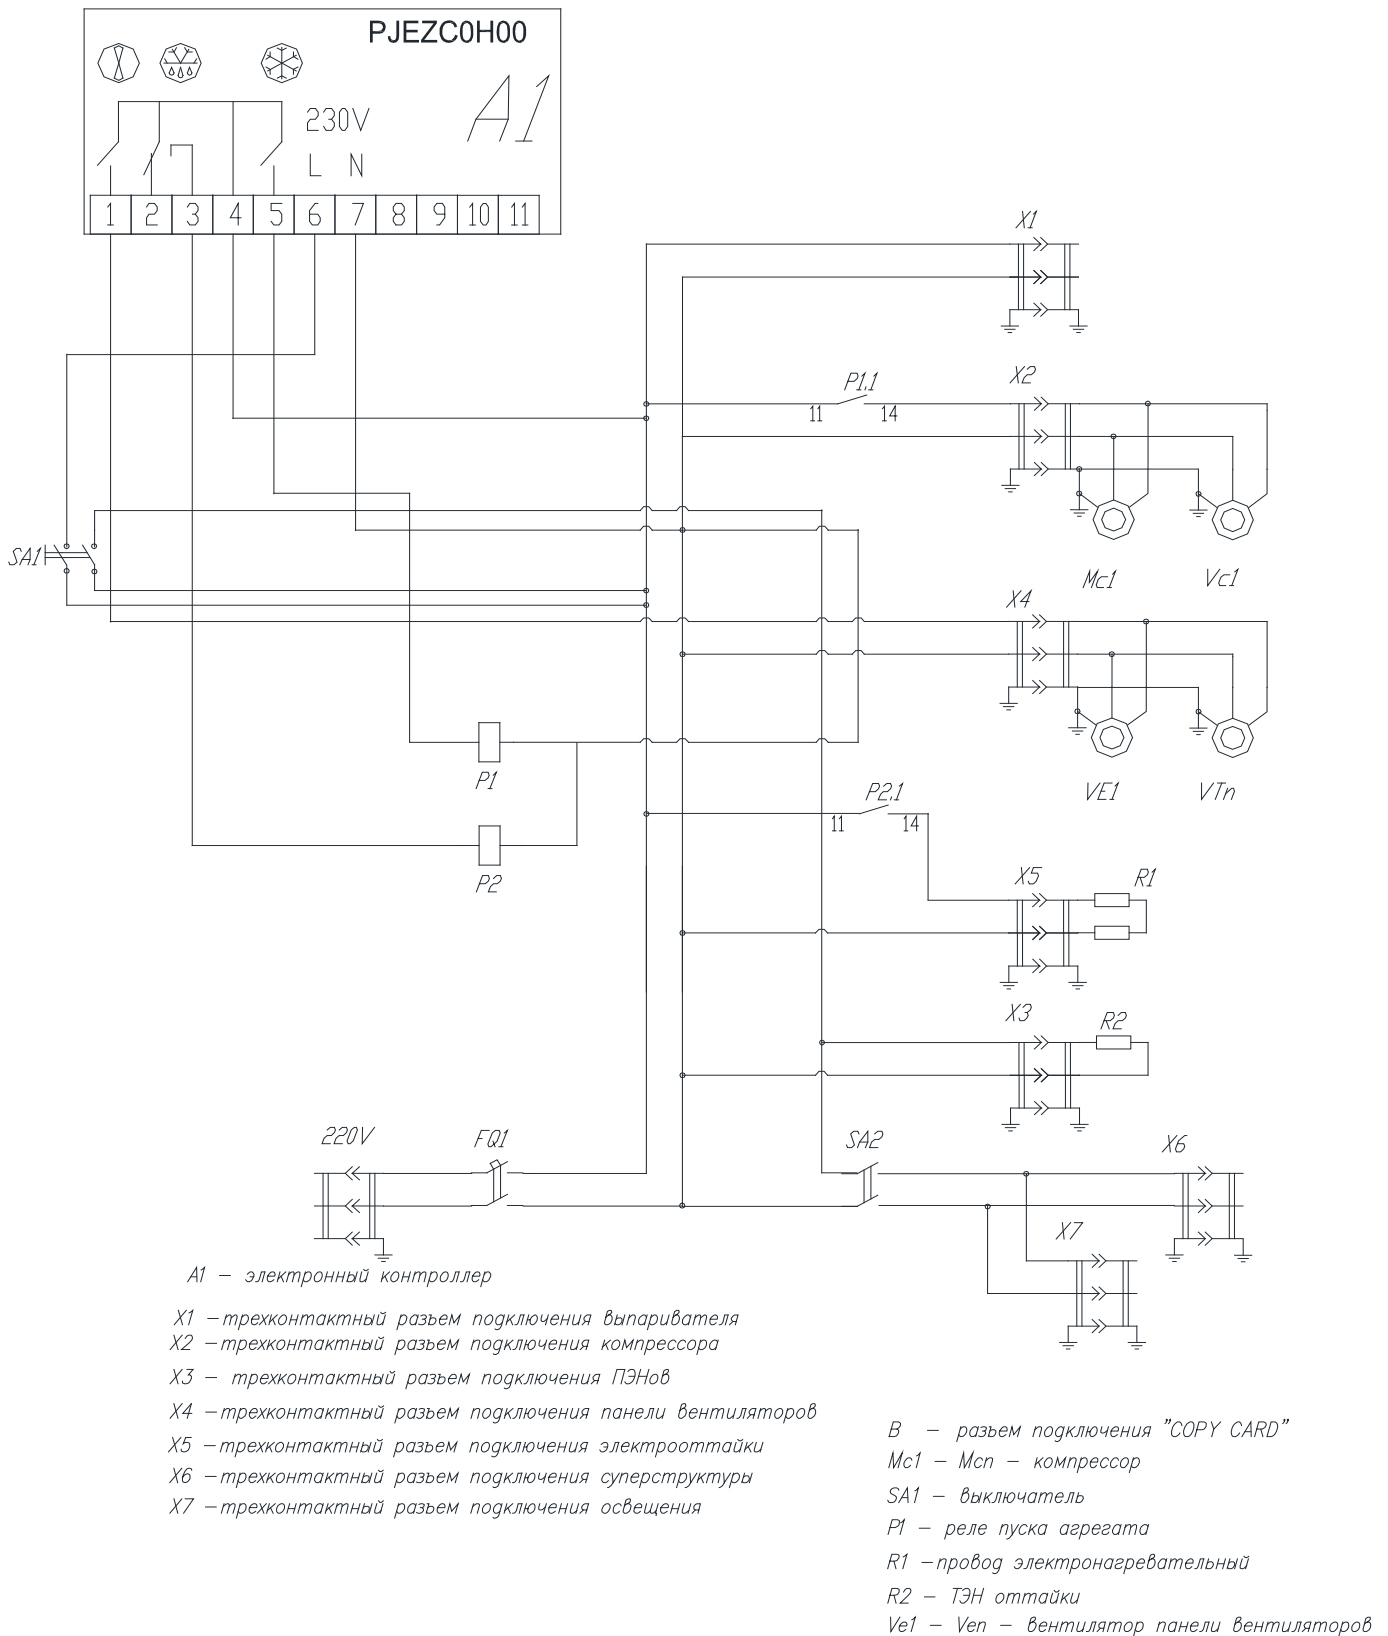 PJEZC0H00
A1
230V
L N
1 2 3 4 5 6 7 8 9 10 11
X1
P1.1
11 14
X2
SA1
Mc1 Vc1
X4
P1
VE1 VTn
P2.1
11 14
P2
X5 R1
X3 R2
220V FQ1 SA2 X6
X7
A1 – электронный контроллер
X1 –трехконтактный разъем подключения выпаривателя
X2 –трехконтактный разъем подключения компрессора
X3 – трехконтактный разъем подключения ПЭНов
X4 –трехконтактный разъем подключения панели вентиляторов
X5 –трехконтактный разъем подключения электрооттайки
X6 –трехконтактный разъем подключения суперструктуры
X7 –трехконтактный разъем подключения освещения
B – разъем подключения "COPY CARD"
Mc1 – Mcn – компрессор
SA1 – выключатель
P1 – реле пуска агрегата
R1 –провод электронагревательный
R2 – ТЭН оттайки
Ve1 – Ven – вентилятор панели вентиляторов